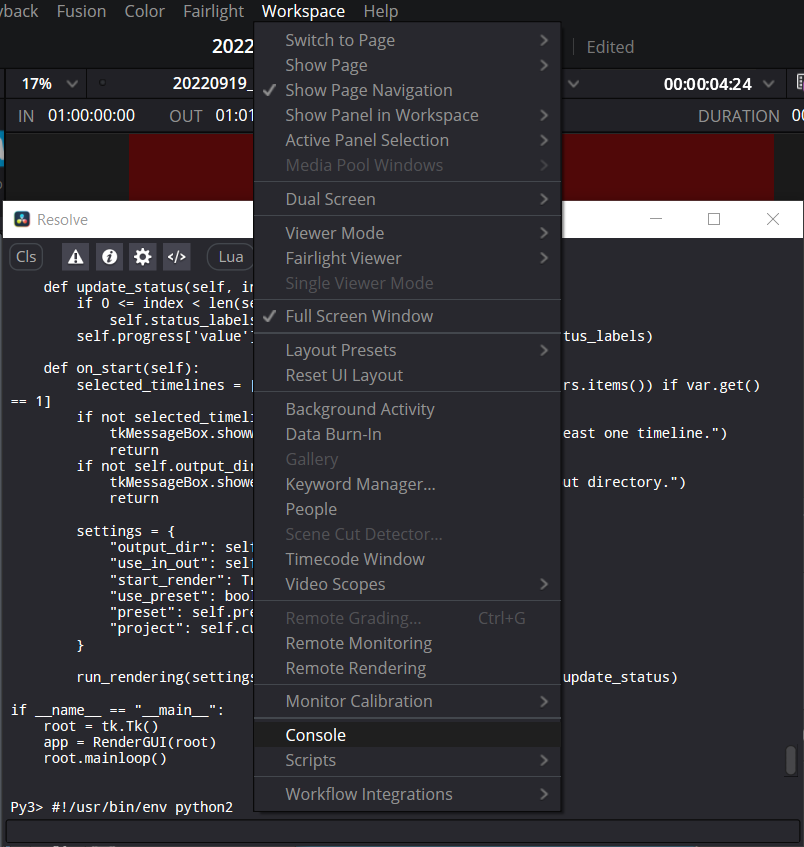 yback Fusion Color Fairlight Workspace Help
2022
Edited
17%
20220919_
00:00:04:24
IN 01:00:00:00 OUT 01:01
DURATION 00
Switch to Page
Show Page
Show Page Navigation
Show Panel in Workspace
Active Panel Selection
Media Pool Windows
Dual Screen
Viewer Mode
Fairlight Viewer
Single Viewer Mode
Full Screen Window
Layout Presets
Reset UI Layout
Background Activity
Data Burn-In
Gallery
Keyword Manager...
People
Scene Cut Detector...
Timecode Window
Video Scopes
Remote Grading... Ctrl+G
Remote Monitoring
Remote Rendering
Monitor Calibration
Console
Scripts
Workflow Integrations
Resolve
Cls
</>
Lua
def update_status(self, in
if 0 <= index < len(se
self.status_labels
self.progress['value'] tus_labels)
def on_start(self):
selected_timelines = [ rs.items()) if var.get()
== 1]
if not selected_timeli
tkMessageBox.showw east one timeline.")
return
if not self.output_dir
tkMessageBox.showe ut directory.")
return
settings = {
"output_dir": self
"use_in_out": self
"start_render": Tr
"use_preset": bool
"preset": self.pre
"project": self.cu
}
run_rendering(settings update_status)
if __name__ == "__main__":
root = tk.Tk()
app = RenderGUI(root)
root.mainloop()
Py3> #!/usr/bin/env python2